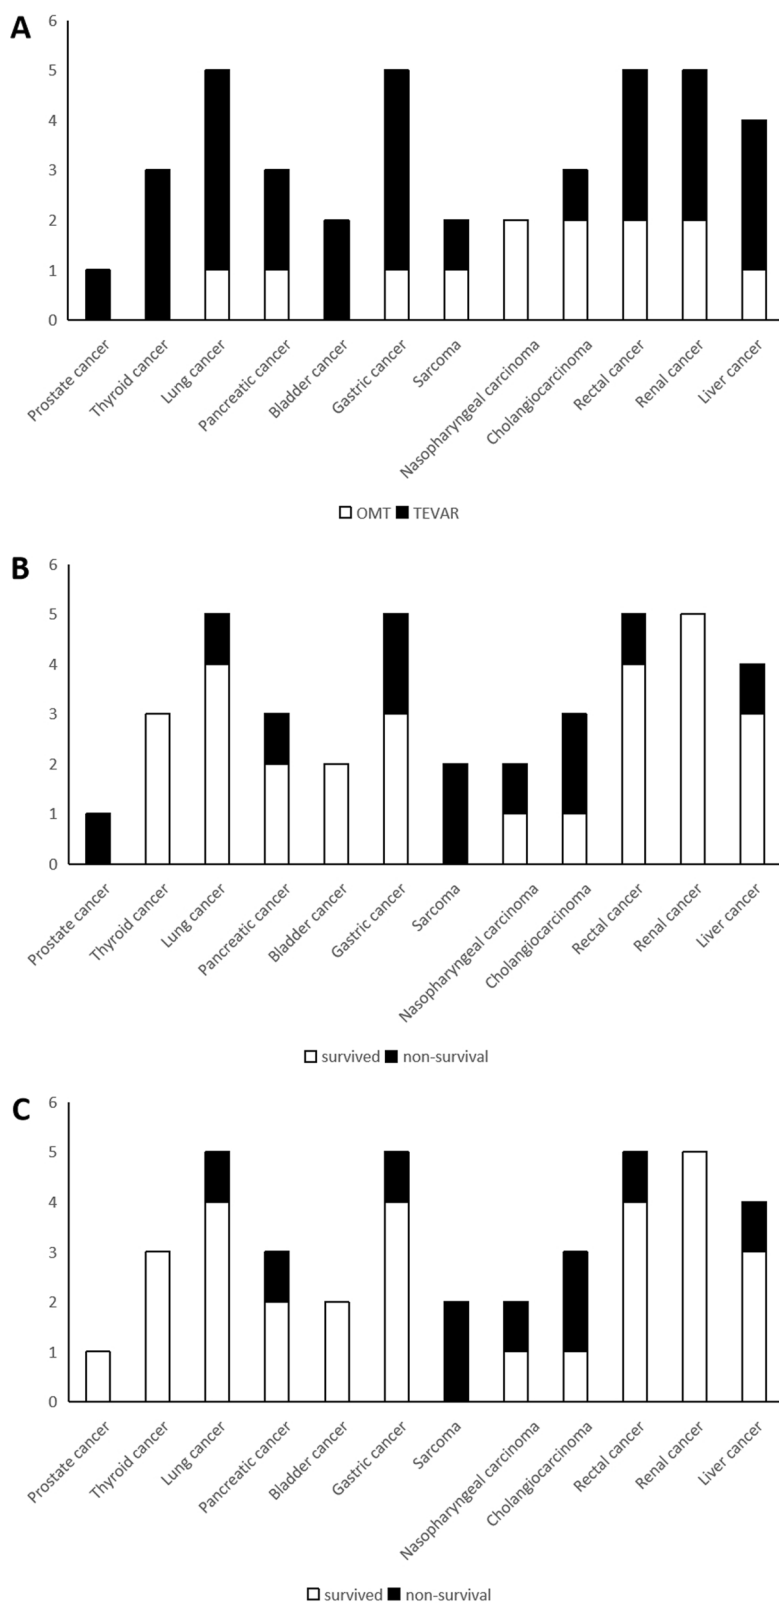 A
6
5
4
3
2
1
0
Prostate cancer
Thyroid cancer
Lung cancer
Pancreatic cancer
Bladder cancer
Gastric cancer
Sarcoma
Nasopharyngeal carcinoma
Cholangiocarcinoma
Rectal cancer
Renal cancer
Liver cancer
OMT TEVAR
B
6
5
4
3
2
1
0
Prostate cancer
Thyroid cancer
Lung cancer
Pancreatic cancer
Bladder cancer
Gastric cancer
Sarcoma
Nasopharyngeal carcinoma
Cholangiocarcinoma
Rectal cancer
Renal cancer
Liver cancer
survived non-survival
C
6
5
4
3
2
1
0
Prostate cancer
Thyroid cancer
Lung cancer
Pancreatic cancer
Bladder cancer
Gastric cancer
Sarcoma
Nasopharyngeal carcinoma
Cholangiocarcinoma
Rectal cancer
Renal cancer
Liver cancer
survived non-survival